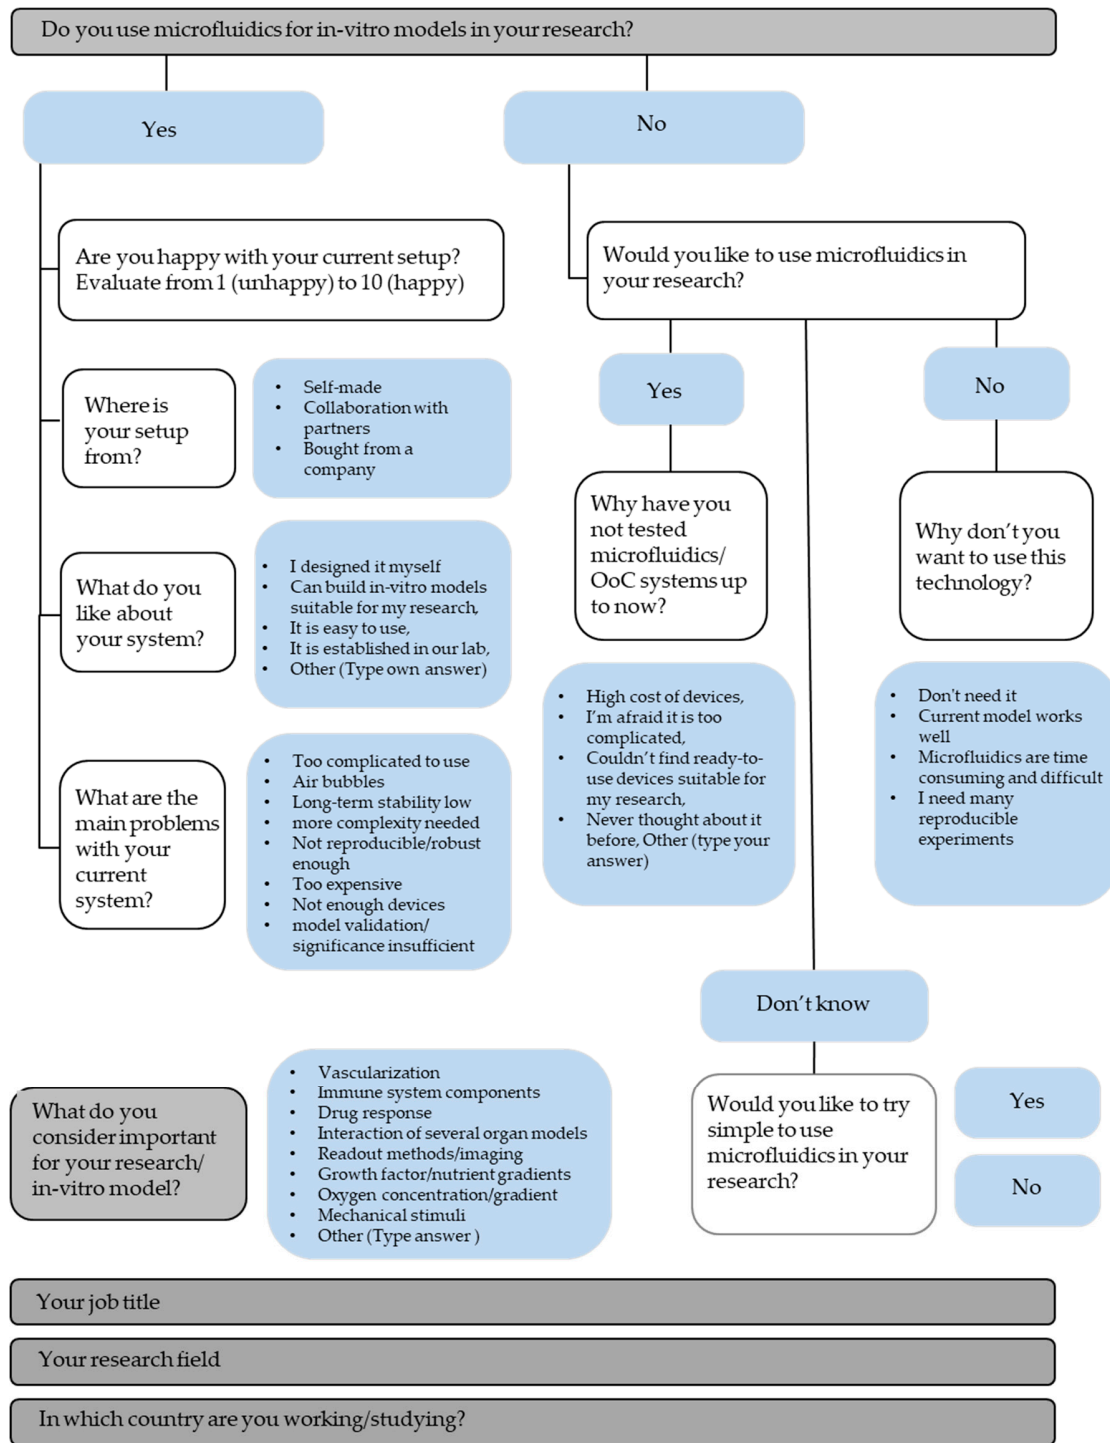 Do you use microfluidics for in-vitro models in your research?
Yes
No
Are you happy with your current setup?
Evaluate from 1 (unhappy) to 10 (happy)
Would you like to use microfluidics in
your research?
Where is
your setup
from?
• Self-made
• Collaboration with
partners
• Bought from a
company
Yes
No
What do you
like about
your system?
• I designed it myself
• Can build in-vitro models
suitable for my research,
• It is easy to use,
• It is established in our lab,
• Other (Type own answer)
Why have you
not tested
microfluidics/
OoC systems up
to now?
Why don't you
want to use this
technology?
What are the
main problems
with your
current
system?
• Too complicated to use
• Air bubbles
• Long-term stability low
• more complexity needed
• Not reproducible/robust
enough
• Too expensive
• Not enough devices
• model validation/
significance insufficient
• High cost of devices,
• I'm afraid it is too
complicated,
• Couldn't find ready-to-
use devices suitable for
my research,
• Never thought about it
before, Other (type your
answer)
• Don't need it
• Current model works
well
• Microfluidics are time
consuming and difficult
• I need many
reproducible
experiments
Don't know
What do you
consider important
for your research/
in-vitro model?
• Vascularization
• Immune system components
• Drug response
• Interaction of several organ models
• Readout methods/imaging
• Growth factor/nutrient gradients
• Oxygen concentration/gradient
• Mechanical stimuli
• Other (Type answer )
Would you like to try
simple to use
microfluidics in your
research?
Yes
No
Your job title
Your research field
In which country are you working/studying?